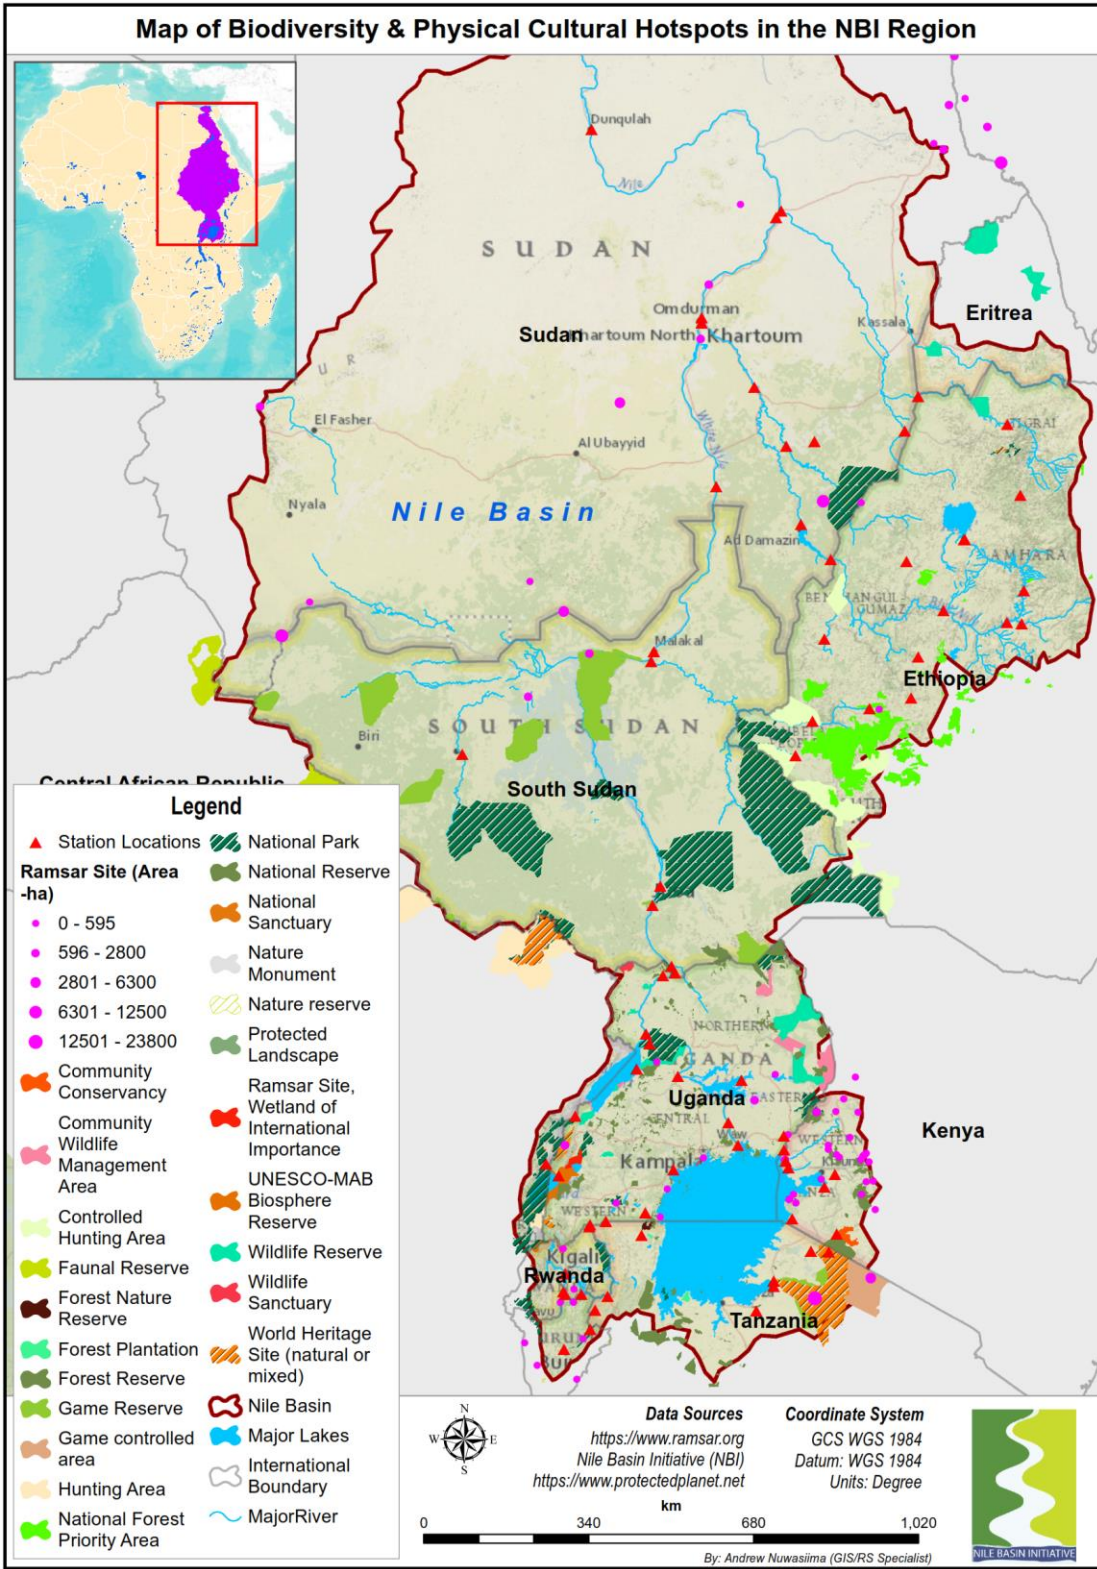 Map of Biodiversity & Physical Cultural Hotspots in the NBI Region
Dunqulah
Nile
SUDAN
Omdurman
Khartoum North
Khartoum
Sudan
Kassala
Eritrea
El Fasher
Al Ubayyid
White Nile
TIGRAI
Nyala
Nile Basin
Ad Damazin
AMHARA
GUMAZ
Blue Nile
Malakal
Ethiopia
SOUTH SUDAN
Biri
Central African Republic
South Sudan
NORTHERN
UGANDA
Uganda
EASTERN
CENTRAL
Kenya
WESTERN
Kampala
WESTERN
Kigali
Rwanda
Tanzania
Legend
Station Locations
Ramsar Site (Area
-ha)
0 - 595
596 - 2800
2801 - 6300
6301 - 12500
12501 - 23800
Community
Conservancy
Community
Wildlife
Management
Area
Controlled
Hunting Area
Faunal Reserve
Forest Nature
Reserve
Forest Plantation
Forest Reserve
Game Reserve
Game controlled
area
Hunting Area
National Forest
Priority Area
National Park
National Reserve
National
Sanctuary
Nature
Monument
Nature reserve
Protected
Landscape
Ramsar Site,
Wetland of
International
Importance
UNESCO-MAB
Biosphere
Reserve
Wildlife Reserve
Wildlife
Sanctuary
World Heritage
Site (natural or
mixed)
Nile Basin
Major Lakes
International
Boundary
MajorRiver
N
W
E
S
Data Sources
https://www.ramsar.org
Nile Basin Initiative (NBI)
https://www.protectedplanet.net
Coordinate System
GCS WGS 1984
Datum: WGS 1984
Units: Degree
km
0 340 680 1,020
By: Andrew Nuwasiima (GIS/RS Specialist)
NILE BASIN INITIATIVE